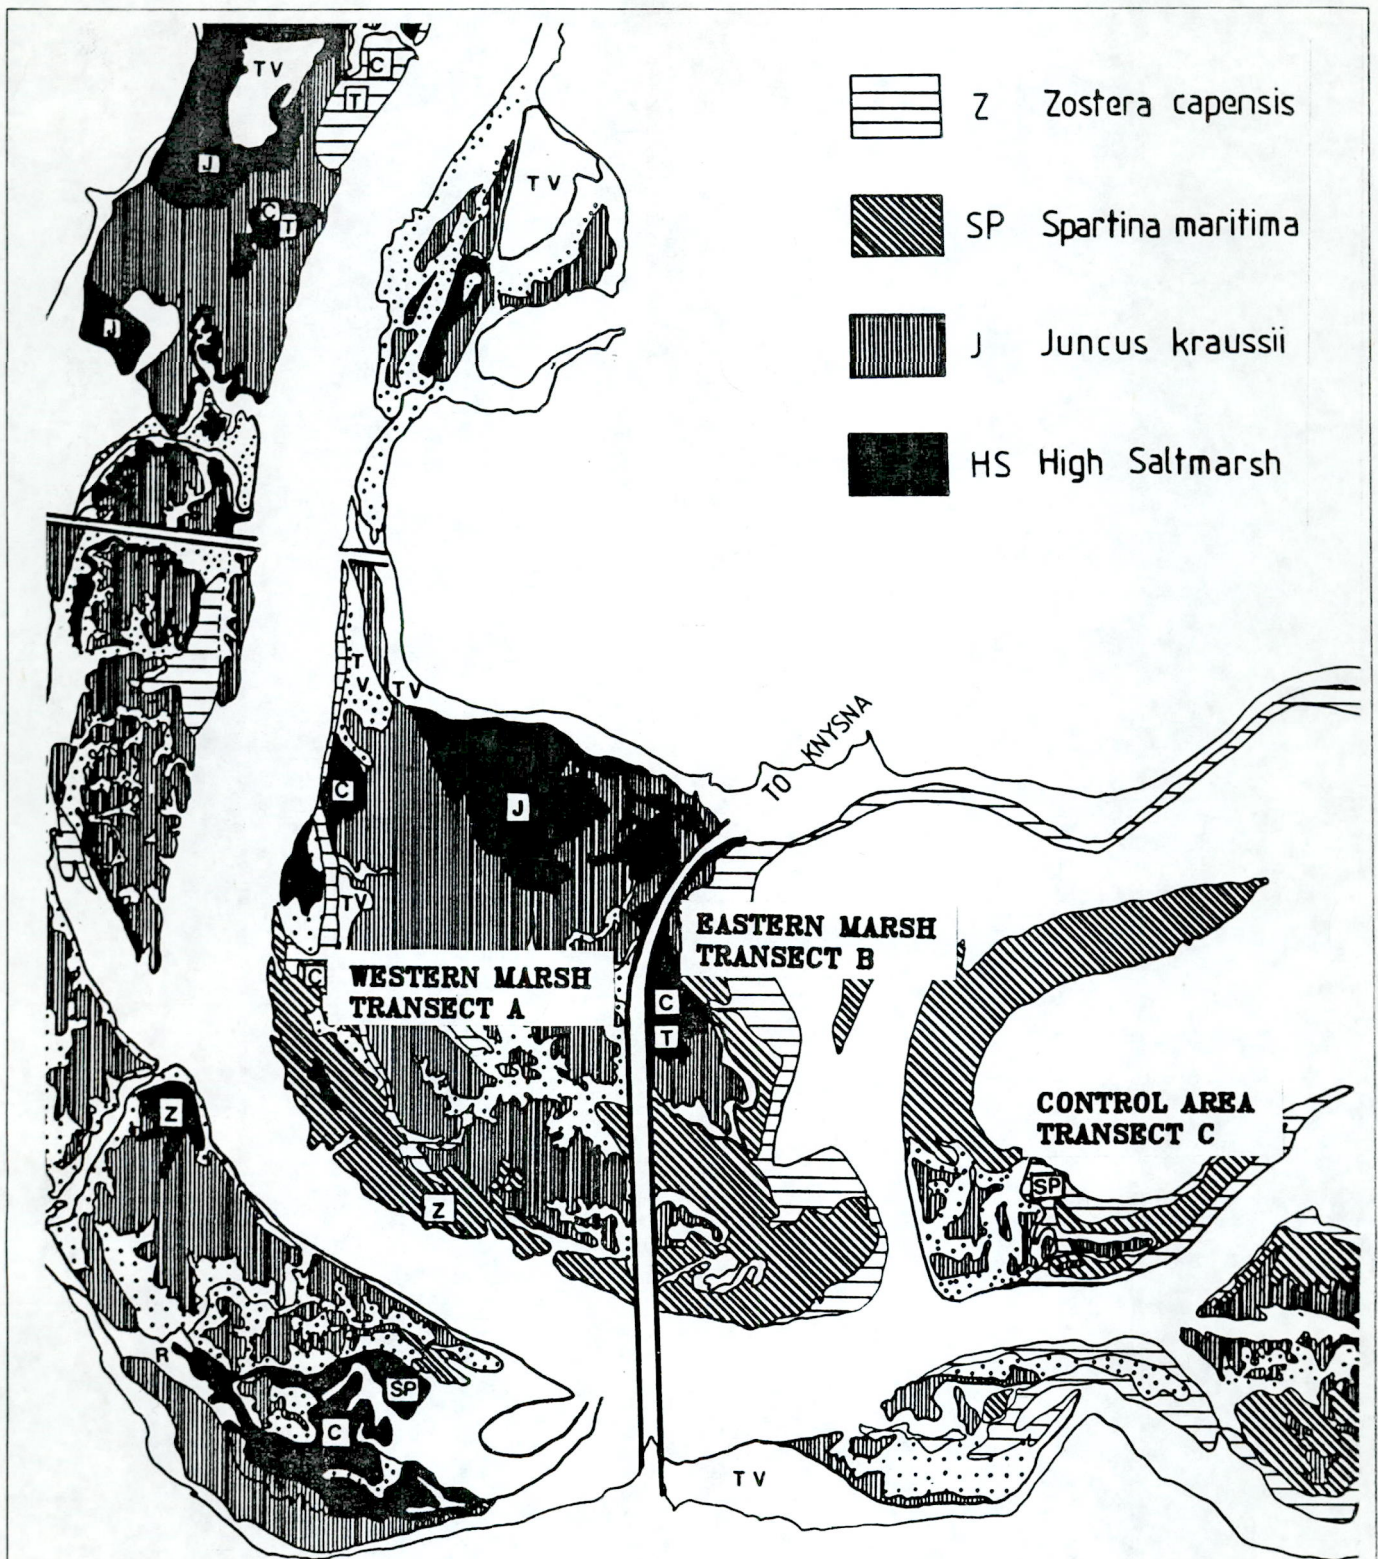 TV
C
T
J
C
T
J
TV
Z Zostera capensis
SP Spartina maritima
J Juncus kraussii
HS High Saltmarsh
T
V
TV
C
J
TO KNYSNA
TV
C
WESTERN MARSH
TRANSECT A
EASTERN MARSH
TRANSECT B
C
T
Z
Z
CONTROL AREA
TRANSECT C
SP
R
SP
C
TV